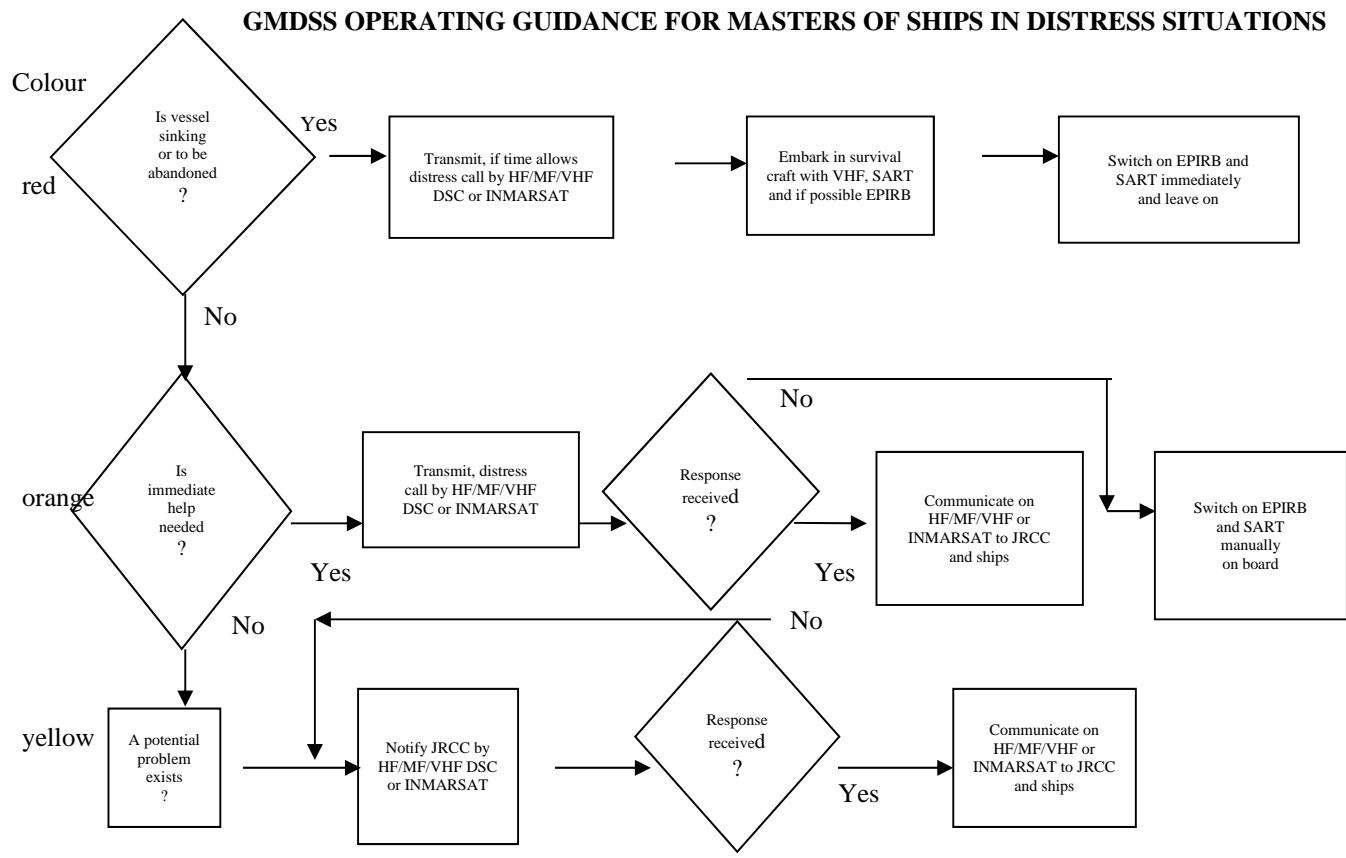 GMDSS OPERATING GUIDANCE FOR MASTERS OF SHIPS IN DISTRESS SITUATIONS
Colour
red
Is vessel
sinking
or to be
abandoned
?
Yes
Transmit, if time allows
distress call by HF/MF/VHF
DSC or INMARSAT
Embark in survival
craft with VHF, SART
and if possible EPIRB
Switch on EPIRB and
SART immediately
and leave on
No
orange
Is
immediate
help
needed
?
Yes
Transmit, distress
call by HF/MF/VHF
DSC or INMARSAT
Response
received
?
No
Yes
Communicate on
HF/MF/VHF or
INMARSAT to JRCC
and ships
Switch on EPIRB
and SART
manually
on board
No
yellow
A potential
problem
exists
?
Notify JRCC by
HF/MF/VHF DSC
or INMARSAT
Response
received
?
No
Yes
Communicate on
HF/MF/VHF or
INMARSAT to JRCC
and ships